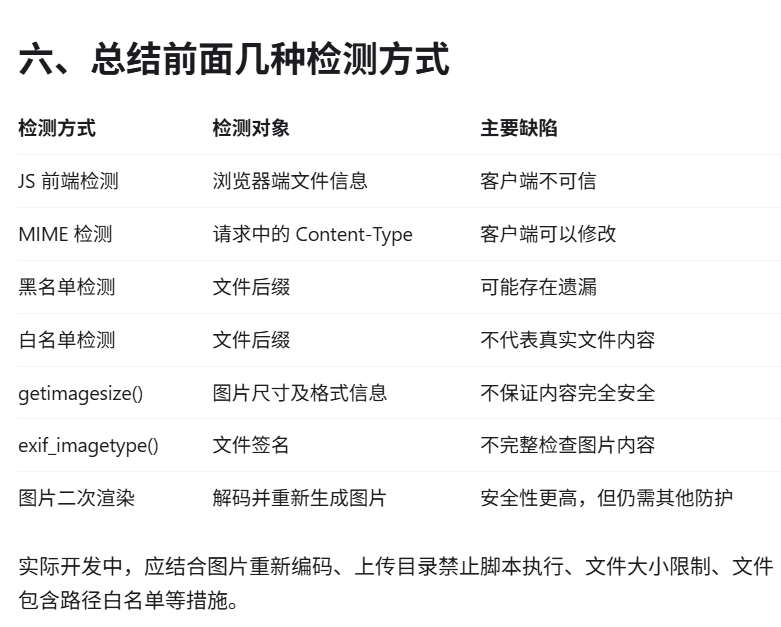 六、总结前面几种检测方式
检测方式 检测对象 主要缺陷
JS 前端检测 浏览器端文件信息 客户端不可信
MIME 检测 请求中的 Content-Type 客户端可以修改
黑名单检测 文件后缀 可能存在遗漏
白名单检测 文件后缀 不代表真实文件内容
getimagesize() 图片尺寸及格式信息 不保证内容完全安全
exif_imagetype() 文件签名 不完整检查图片内容
图片二次渲染 解码并重新生成图片 安全性更高，但仍需其他防护
实际开发中，应结合图片重新编码、上传目录禁止脚本执行、文件大小限制、文件
包含路径白名单等措施。